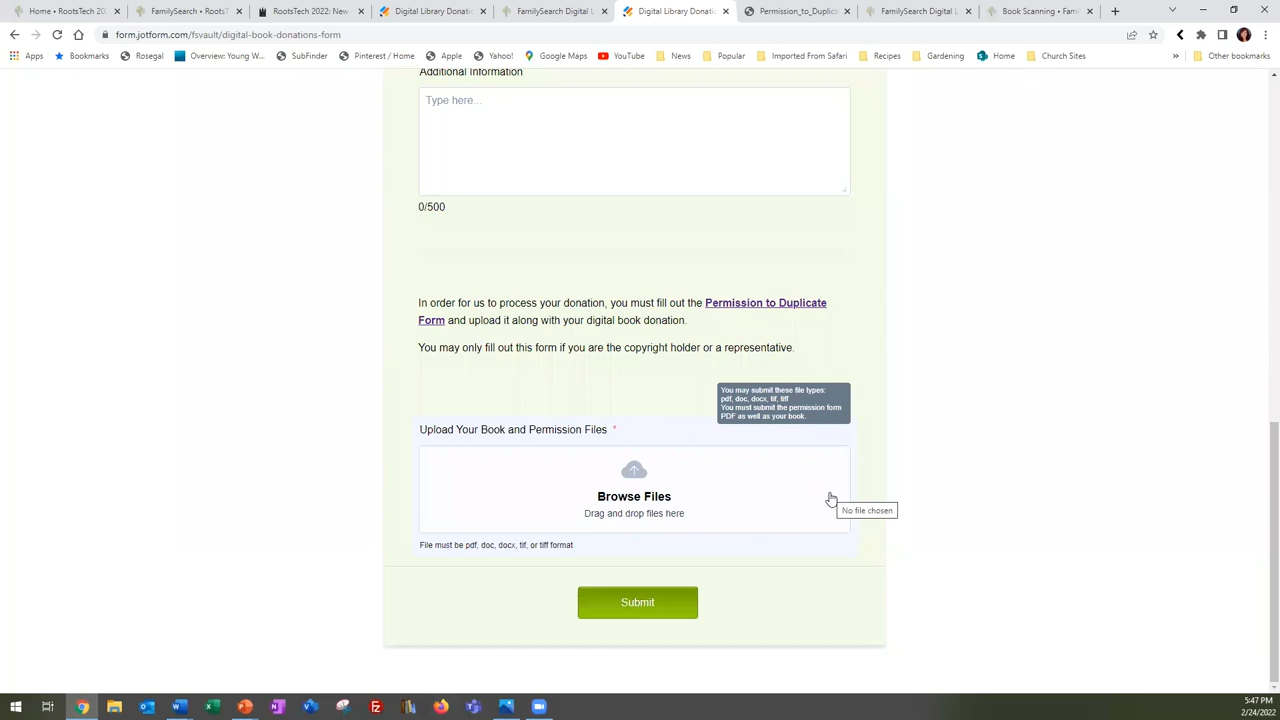 Home • RootsTech 20
FamilySearch • RootsT
RootsTech 2022: New
Digital Library Donatio
FamilySearch Digital L
Digital Library Donatio
Permission_to_Duplica
FamilySearch Digital L
Book Scanning • Fam
form.jotform.com/fsvault/digital-book-donations-form
Apps Bookmarks Rosegal Overview: Young W... SubFinder Pinterest / Home Apple Yahoo! Google Maps YouTube News Popular Imported From Safari Recipes Gardening Home Church Sites » Other bookmarks
Additional Information
Type here...
0/500
In order for us to process your donation, you must fill out the Permission to Duplicate
Form and upload it along with your digital book donation.
You may only fill out this form if you are the copyright holder or a representative.
You may submit these file types:
pdf, doc, docx, tif, tiff
You must submit the permission form
PDF as well as your book.
Upload Your Book and Permission Files *
Browse Files
No file chosen
Drag and drop files here
File must be pdf, doc, docx, tif, or tiff format
Submit
5:47 PM
2/24/2022